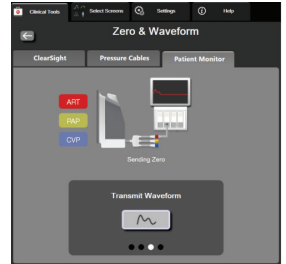 Clinical Tools Select Screens Settings Help
Zero & Waveform
ClearSight Pressure Cables Patient Monitor
ART
PAP
CVP
Sending Zero
Transmit Waveform